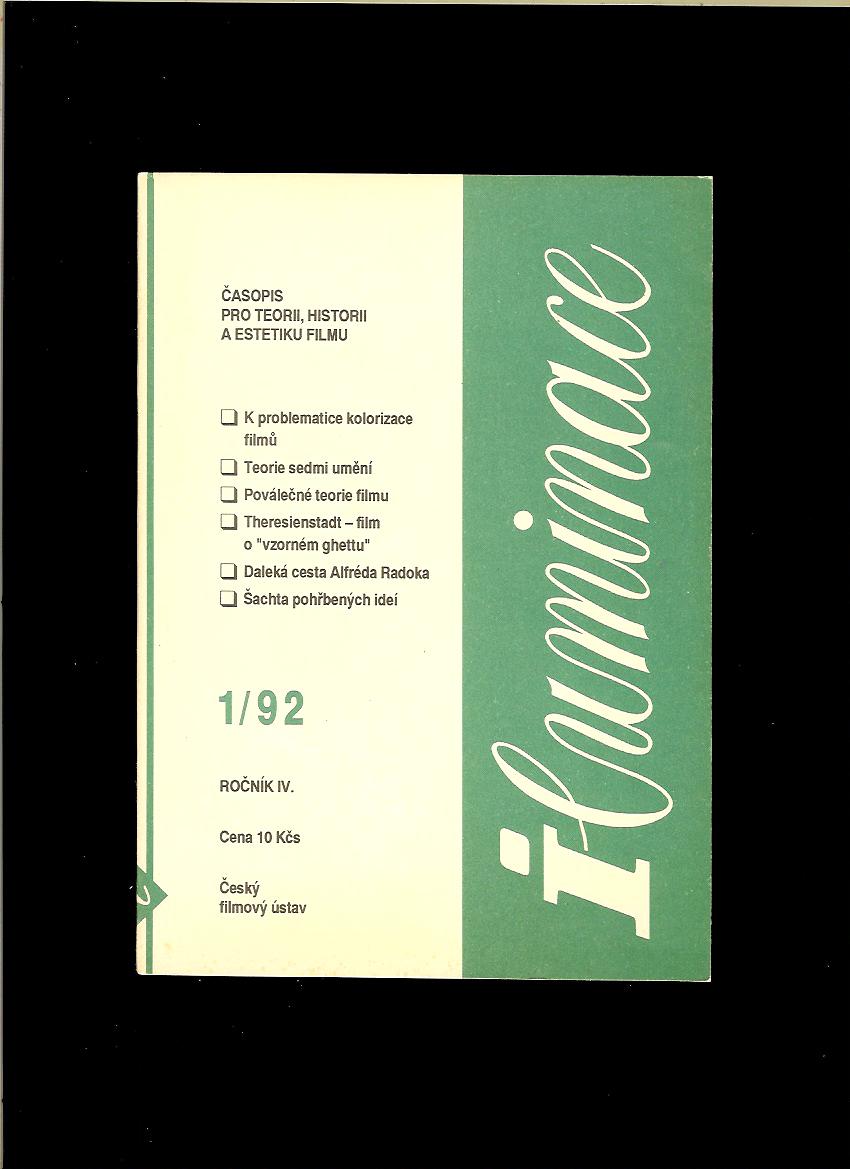 ČASOPIS
PRO TEORII, HISTORII
A ESTETIKU FILMU
K problematice kolorizace
filmů
Teorie sedmi umění
Poválečné teorie filmu
Theresienstadt – film
o "vzorném ghettu"
Daleká cesta Alfréda Radoka
Šachta pohřbených ideí
1/92
ROČNÍK IV.
Cena 10 Kčs
Český
filmový ústav
iluminace